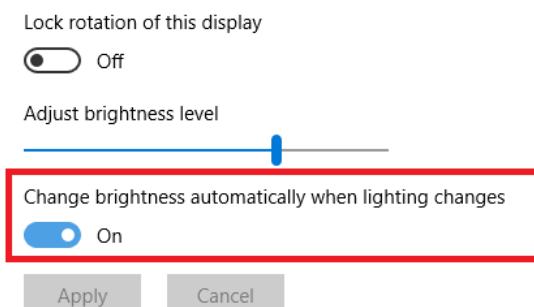 Lock rotation of this display
Off
Adjust brightness level
Change brightness automatically when lighting changes
On
Apply Cancel